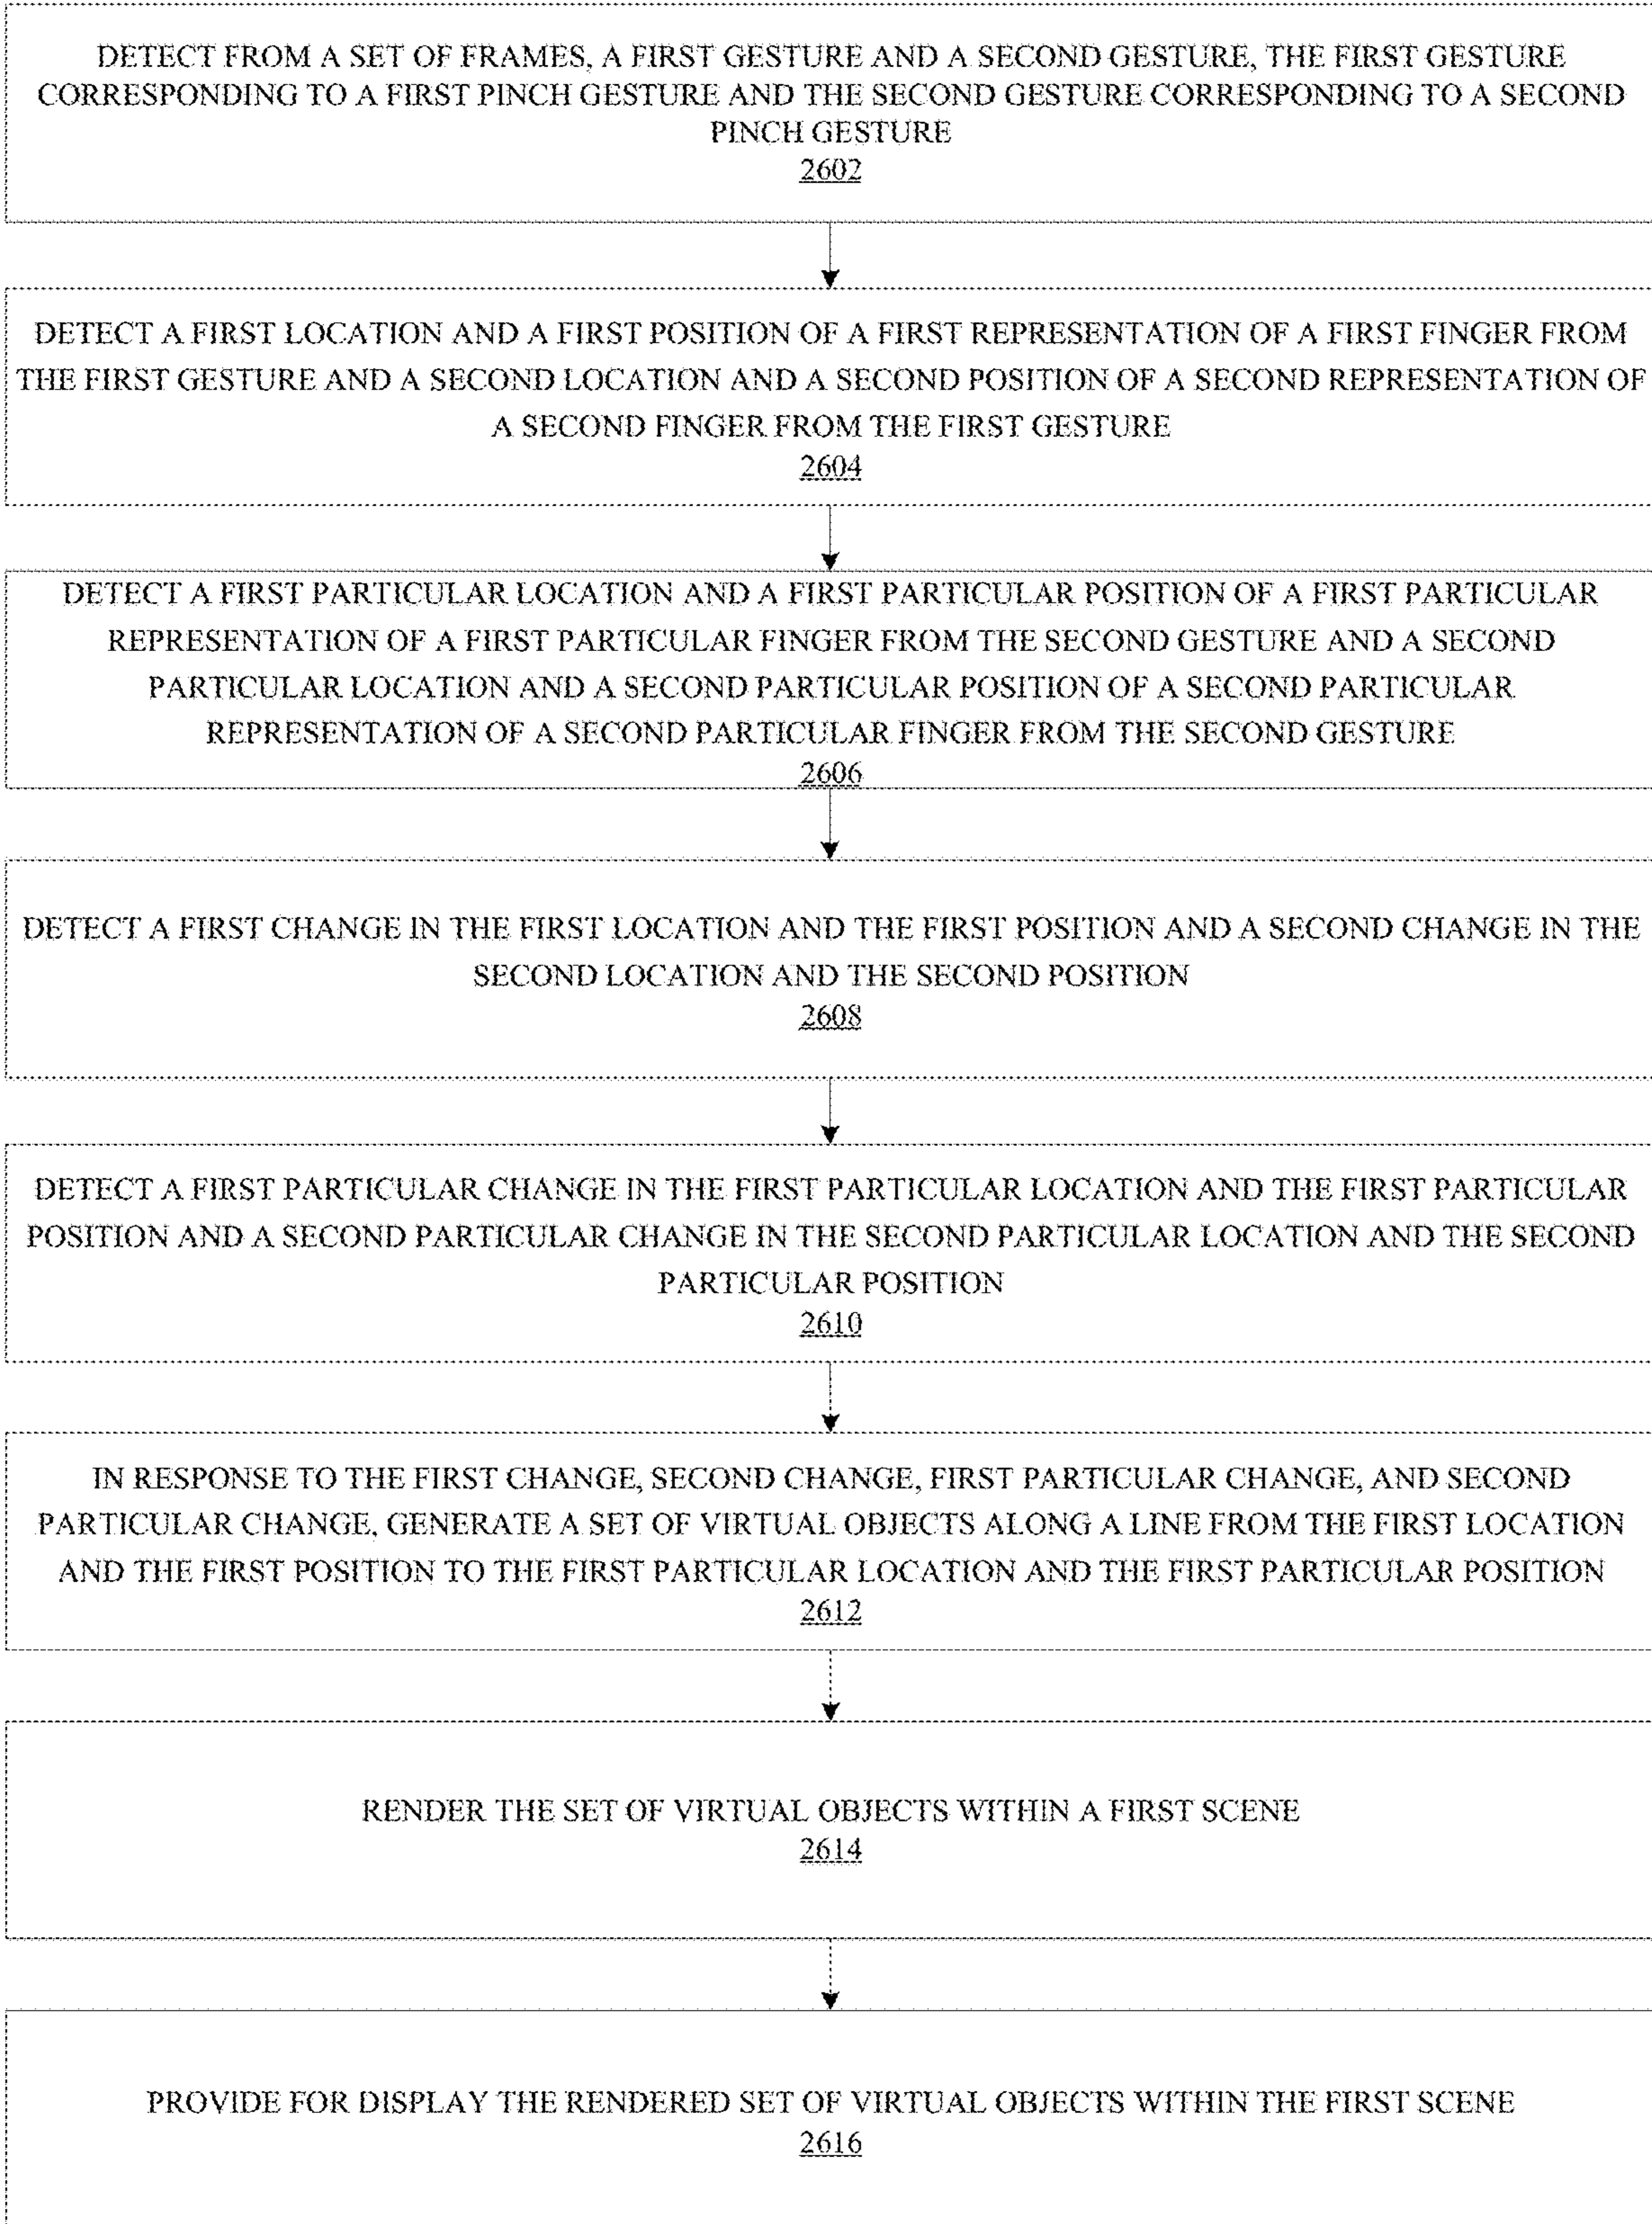 DETECT FROM A SET OF FRAMES, A FIRST GESTURE AND A SECOND GESTURE, THE FIRST GESTURE
CORRESPONDING TO A FIRST PINCH GESTURE AND THE SECOND GESTURE CORRESPONDING TO A SECOND
PINCH GESTURE
2602
DETECT A FIRST LOCATION AND A FIRST POSITION OF A FIRST REPRESENTATION OF A FIRST FINGER FROM
THE FIRST GESTURE AND A SECOND LOCATION AND A SECOND POSITION OF A SECOND REPRESENTATION OF
A SECOND FINGER FROM THE FIRST GESTURE
2604
DETECT A FIRST PARTICULAR LOCATION AND A FIRST PARTICULAR POSITION OF A FIRST PARTICULAR
REPRESENTATION OF A FIRST PARTICULAR FINGER FROM THE SECOND GESTURE AND A SECOND
PARTICULAR LOCATION AND A SECOND PARTICULAR POSITION OF A SECOND PARTICULAR
REPRESENTATION OF A SECOND PARTICULAR FINGER FROM THE SECOND GESTURE
2606
DETECT A FIRST CHANGE IN THE FIRST LOCATION AND THE FIRST POSITION AND A SECOND CHANGE IN THE
SECOND LOCATION AND THE SECOND POSITION
2608
DETECT A FIRST PARTICULAR CHANGE IN THE FIRST PARTICULAR LOCATION AND THE FIRST PARTICULAR
POSITION AND A SECOND PARTICULAR CHANGE IN THE SECOND PARTICULAR LOCATION AND THE SECOND
PARTICULAR POSITION
2610
IN RESPONSE TO THE FIRST CHANGE, SECOND CHANGE, FIRST PARTICULAR CHANGE, AND SECOND
PARTICULAR CHANGE, GENERATE A SET OF VIRTUAL OBJECTS ALONG A LINE FROM THE FIRST LOCATION
AND THE FIRST POSITION TO THE FIRST PARTICULAR LOCATION AND THE FIRST PARTICULAR POSITION
2612
RENDER THE SET OF VIRTUAL OBJECTS WITHIN A FIRST SCENE
2614
PROVIDE FOR DISPLAY THE RENDERED SET OF VIRTUAL OBJECTS WITHIN THE FIRST SCENE
2616